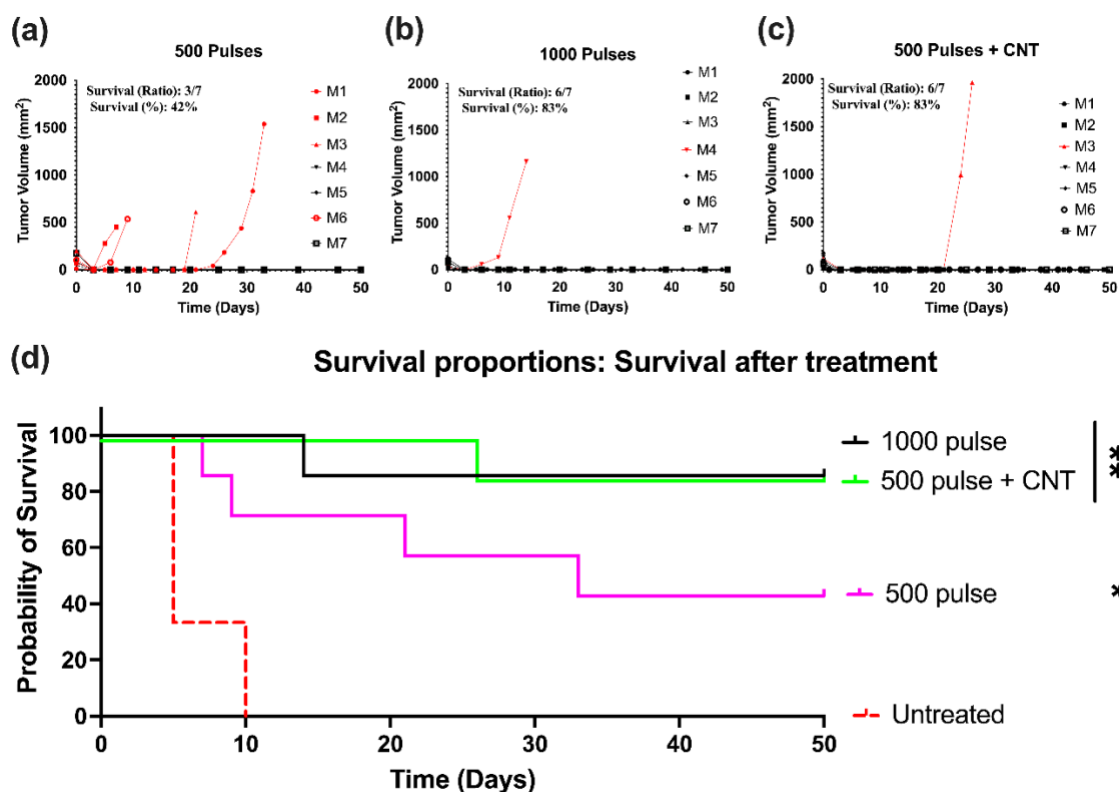 (a)
500 Pulses
Survival (Ratio): 3/7
Survival (%): 42%
Tumor Volume (mm²)
2000
1500
1000
500
0
0 10 20 30 40 50
Time (Days)
M1
M2
M3
M4
M5
M6
M7
(b)
1000 Pulses
Survival (Ratio): 6/7
Survival (%): 83%
Tumor Volume (mm²)
2000
1500
1000
500
0
0 10 20 30 40 50
Time (Days)
M1
M2
M3
M4
M5
M6
M7
(c)
500 Pulses + CNT
Survival (Ratio): 6/7
Survival (%): 83%
Tumor Volume (mm²)
2000
1500
1000
500
0
0 10 20 30 40 50
Time (Days)
M1
M2
M3
M4
M5
M6
M7
(d)
Survival proportions: Survival after treatment
Probability of Survival
100
80
60
40
20
0
0 10 20 30 40 50
Time (Days)
1000 pulse
500 pulse + CNT
**
500 pulse
*
Untreated